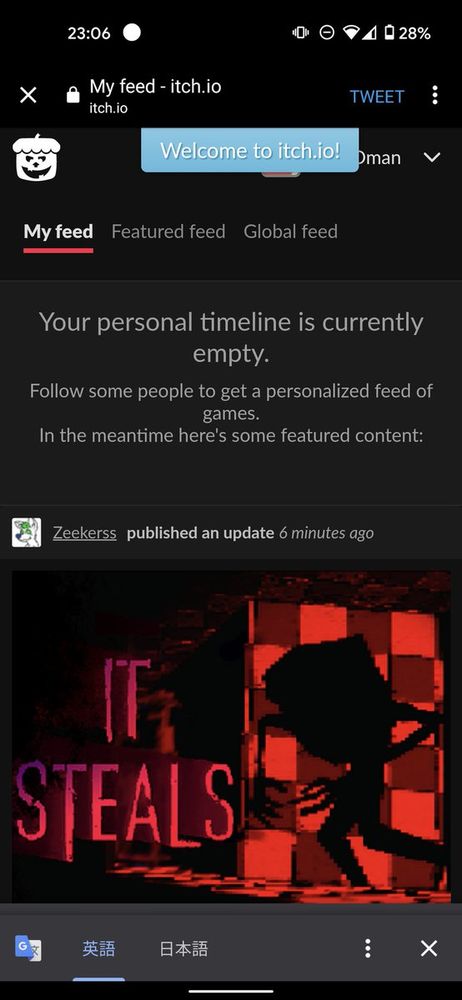 23:06
28%
My feed - itch.io
itch.io
TWEET
Welcome to itch.io!
My feed Featured feed Global feed
Your personal timeline is currently
empty.
Follow some people to get a personalized feed of
games.
In the meantime here's some featured content:
Zeekerss published an update 6 minutes ago
IT
STEALS
G 文
英語 日本語